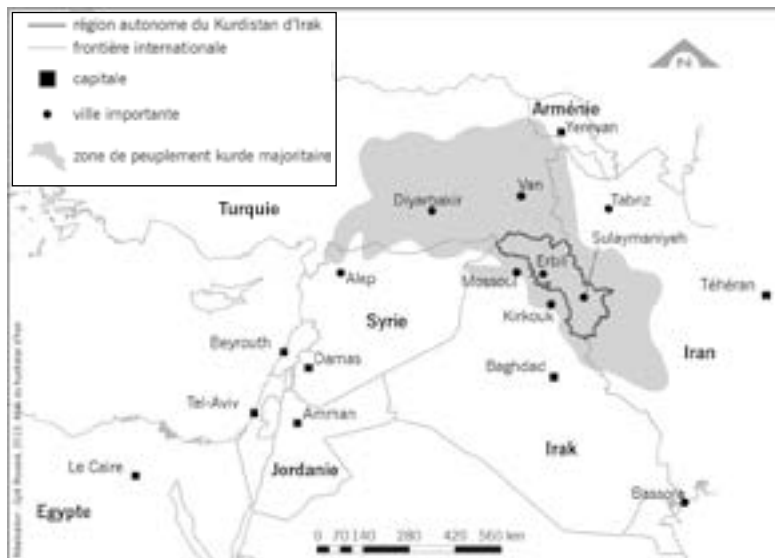 région autonome du Kurdistan d'Irak
frontière internationale
capitale
ville importante
zone de peuplement kurde majoritaire
N
Arménie
Yerevan
Turquie
Diyarbakir
Van
Tabriz
Sulaymaniyeh
Erbil
Mossoul
Alep
Téhéran
Kirkouk
Syrie
Iran
Beyrouth
Damas
Baghdad
Tel-Aviv
Amman
Irak
Le Caire
Jordanie
Bassora
Egypte
0 70 140 280 420 560 km